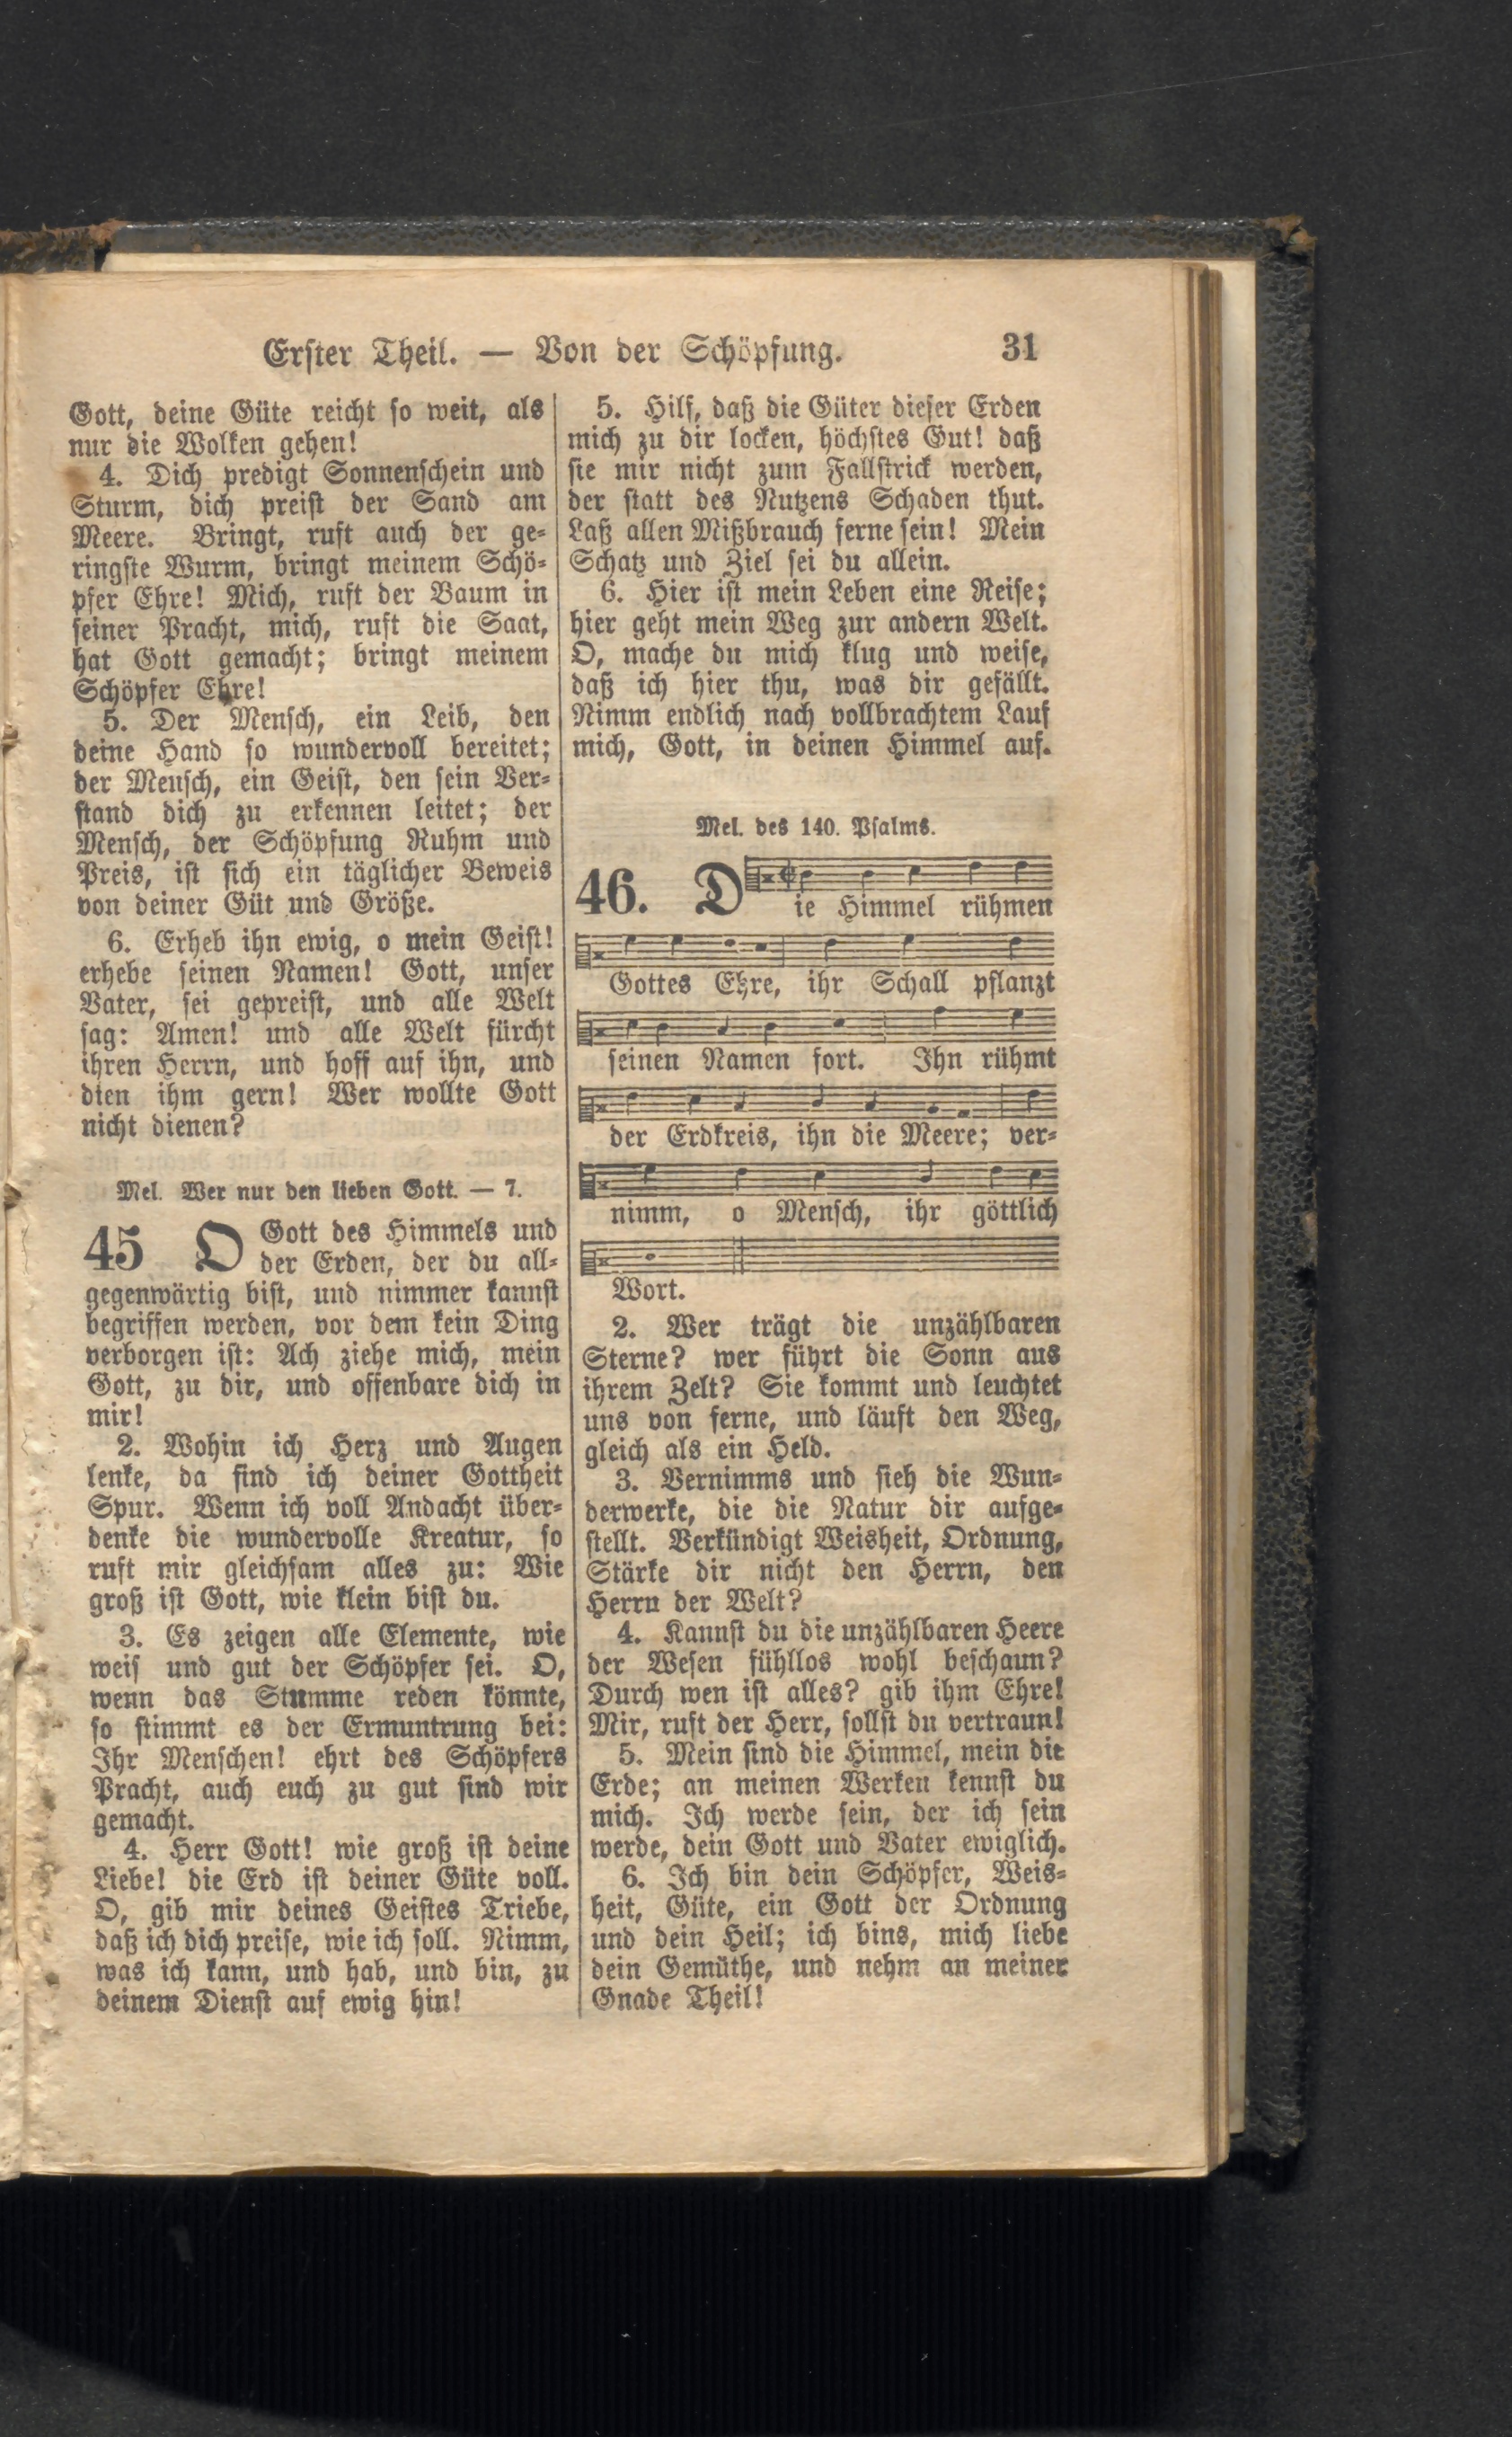 Erster Theil. — Von der Schöpfung. 31
Gott, deine Güte reicht so weit, als
nur die Wolken gehen!
4. Dich predigt Sonnenschein und
Sturm, dich preist der Sand am
Meere. Bringt, ruft auch der ge-
ringste Wurm, bringt meinem Schö-
pfer Ehre! Mich, ruft der Baum in
seiner Pracht, mich, ruft die Saat,
hat Gott gemacht; bringt meinem
Schöpfer Ehre!
5. Der Mensch, ein Leib, den
deine Hand so wundervoll bereitet;
der Mensch, ein Geist, den sein Ver-
stand dich zu erkennen leitet; der
Mensch, der Schöpfung Ruhm und
Preis, ist sich ein täglicher Beweis
von deiner Güt und Größe.
6. Erheb ihn ewig, o mein Geist!
erhebe seinen Namen! Gott, unser
Vater, sei gepreist, und alle Welt
sag: Amen! und alle Welt fürcht
ihren Herrn, und hoff auf ihn, und
dien ihm gern! Wer wollte Gott
nicht dienen?
Mel. Wer nur den lieben Gott. — 7.
45 O Gott des Himmels und
der Erden, der du all-
gegenwärtig bist, und nimmer kannst
begriffen werden, vor dem kein Ding
verborgen ist: Ach ziehe mich, mein
Gott, zu dir, und offenbare dich in
mir!
2. Wohin ich Herz und Augen
lenke, da find ich deiner Gottheit
Spur. Wenn ich voll Andacht über-
denke die wundervolle Kreatur, so
ruft mir gleichsam alles zu: Wie
groß ist Gott, wie klein bist du.
3. Es zeigen alle Elemente, wie
weis und gut der Schöpfer sei. O,
wenn das Stumme reden könnte,
so stimmt es der Ermuntrung bei:
Ihr Menschen! ehrt des Schöpfers
Pracht, auch euch zu gut sind wir
gemacht.
4. Herr Gott! wie groß ist deine
Liebe! die Erd ist deiner Güte voll.
O, gib mir deines Geistes Triebe,
daß ich dich preise, wie ich soll. Nimm,
was ich kann, und hab, und bin, zu
deinem Dienst auf ewig hin!
5. Hilf, daß die Güter dieser Erden
mich zu dir locken, höchstes Gut! daß
sie mir nicht zum Fallstrick werden,
der statt des Nutzens Schaden thut.
Laß allen Mißbrauch ferne sein! Mein
Schatz und Ziel sei du allein.
6. Hier ist mein Leben eine Reise;
hier geht mein Weg zur andern Welt.
O, mache du mich klug und weise,
daß ich hier thu, was dir gefällt.
Nimm endlich nach vollbrachtem Lauf
mich, Gott, in deinen Himmel auf.
Mel. des 140. Psalms.
46. Die Himmel rühmen
Gottes Ehre, ihr Schall pflanzt
seinen Namen fort. Ihn rühmt
der Erdkreis, ihn die Meere; ver-
nimm, o Mensch, ihr göttlich
Wort.
2. Wer trägt die unzählbaren
Sterne? wer führt die Sonn aus
ihrem Zelt? Sie kommt und leuchtet
uns von ferne, und läuft den Weg,
gleich als ein Held.
3. Vernimms und sieh die Wun-
derwerke, die die Natur dir aufge-
stellt. Verkündigt Weisheit, Ordnung,
Stärke dir nicht den Herrn, den
Herrn der Welt?
4. Kannst du die unzählbaren Heere
der Wesen fühllos wohl beschaun?
Durch wen ist alles? gib ihm Ehre!
Mir, ruft der Herr, sollst du vertraun!
5. Mein sind die Himmel, mein die
Erde; an meinen Werken kennst du
mich. Ich werde sein, der ich sein
werde, dein Gott und Vater ewiglich.
6. Ich bin dein Schöpfer, Weis-
heit, Güte, ein Gott der Ordnung
und dein Heil; ich bins, mich liebe
dein Gemüthe, und nehm an meiner
Gnade Theil!